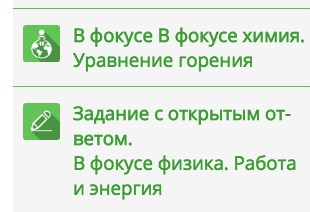 В фокусе В фокусе химия.
Уравнение горения
Задание с открытым от-
ветом.
В фокусе физика. Работа
и энергия